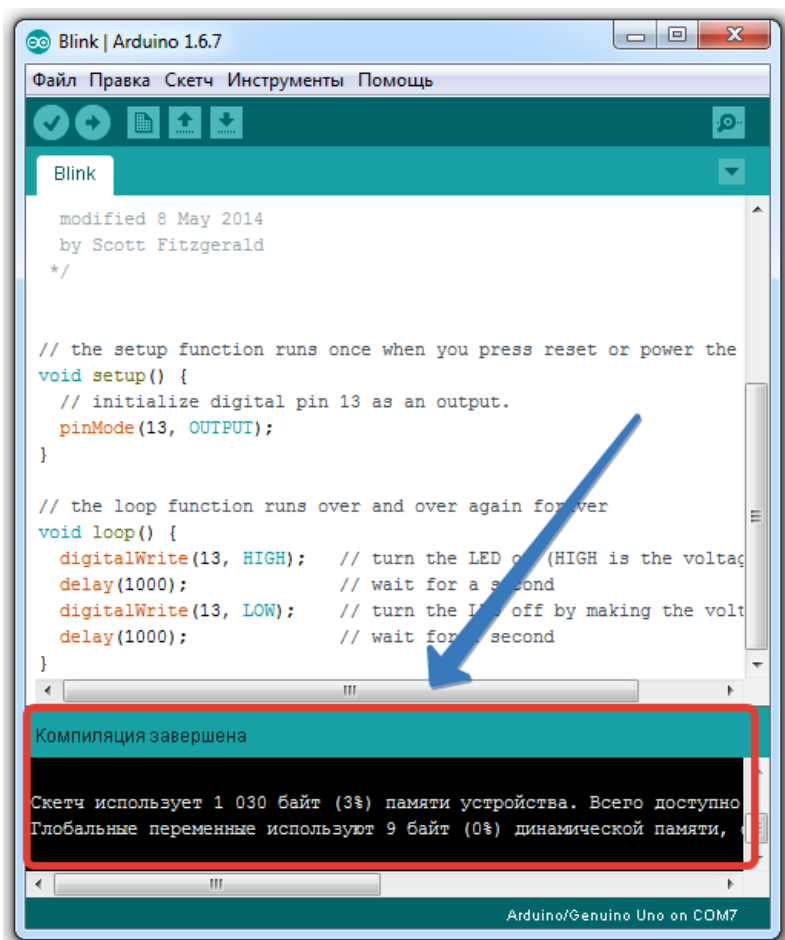 Blink | Arduino 1.6.7
Файл Правка Скетч Инструменты Помощь
Blink
modified 8 May 2014
by Scott Fitzgerald
*/
// the setup function runs once when you press reset or power the
void setup() {
// initialize digital pin 13 as an output.
pinMode(13, OUTPUT);
}
// the loop function runs over and over again forever
void loop() {
digitalWrite(13, HIGH); // turn the LED on (HIGH is the voltag
delay(1000); // wait for a second
digitalWrite(13, LOW); // turn the LED off by making the volt
delay(1000); // wait for a second
}
Компиляция завершена
Скетч использует 1 030 байт (3%) памяти устройства. Всего доступно
Глобальные переменные используют 9 байт (0%) динамической памяти,
Arduino/Genuino Uno on COM7